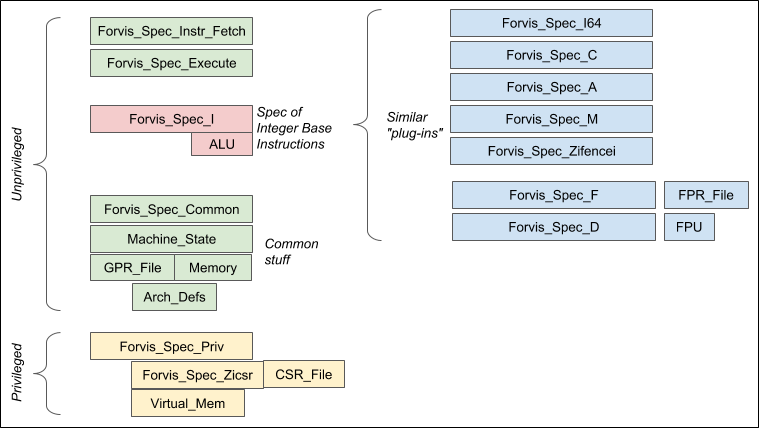 Unprivileged
Forvis_Spec_Instr_Fetch
Forvis_Spec_Execute
Forvis_Spec_I
ALU
Spec of
Integer Base
Instructions
Forvis_Spec_Common
Machine_State
GPR_File
Memory
Arch_Defs
Common
stuff
Privileged
Forvis_Spec_Priv
Forvis_Spec_Zicsr
CSR_File
Virtual_Mem
Similar
"plug-ins"
Forvis_Spec_I64
Forvis_Spec_C
Forvis_Spec_A
Forvis_Spec_M
Forvis_Spec_Zifencei
Forvis_Spec_F
FPR_File
Forvis_Spec_D
FPU